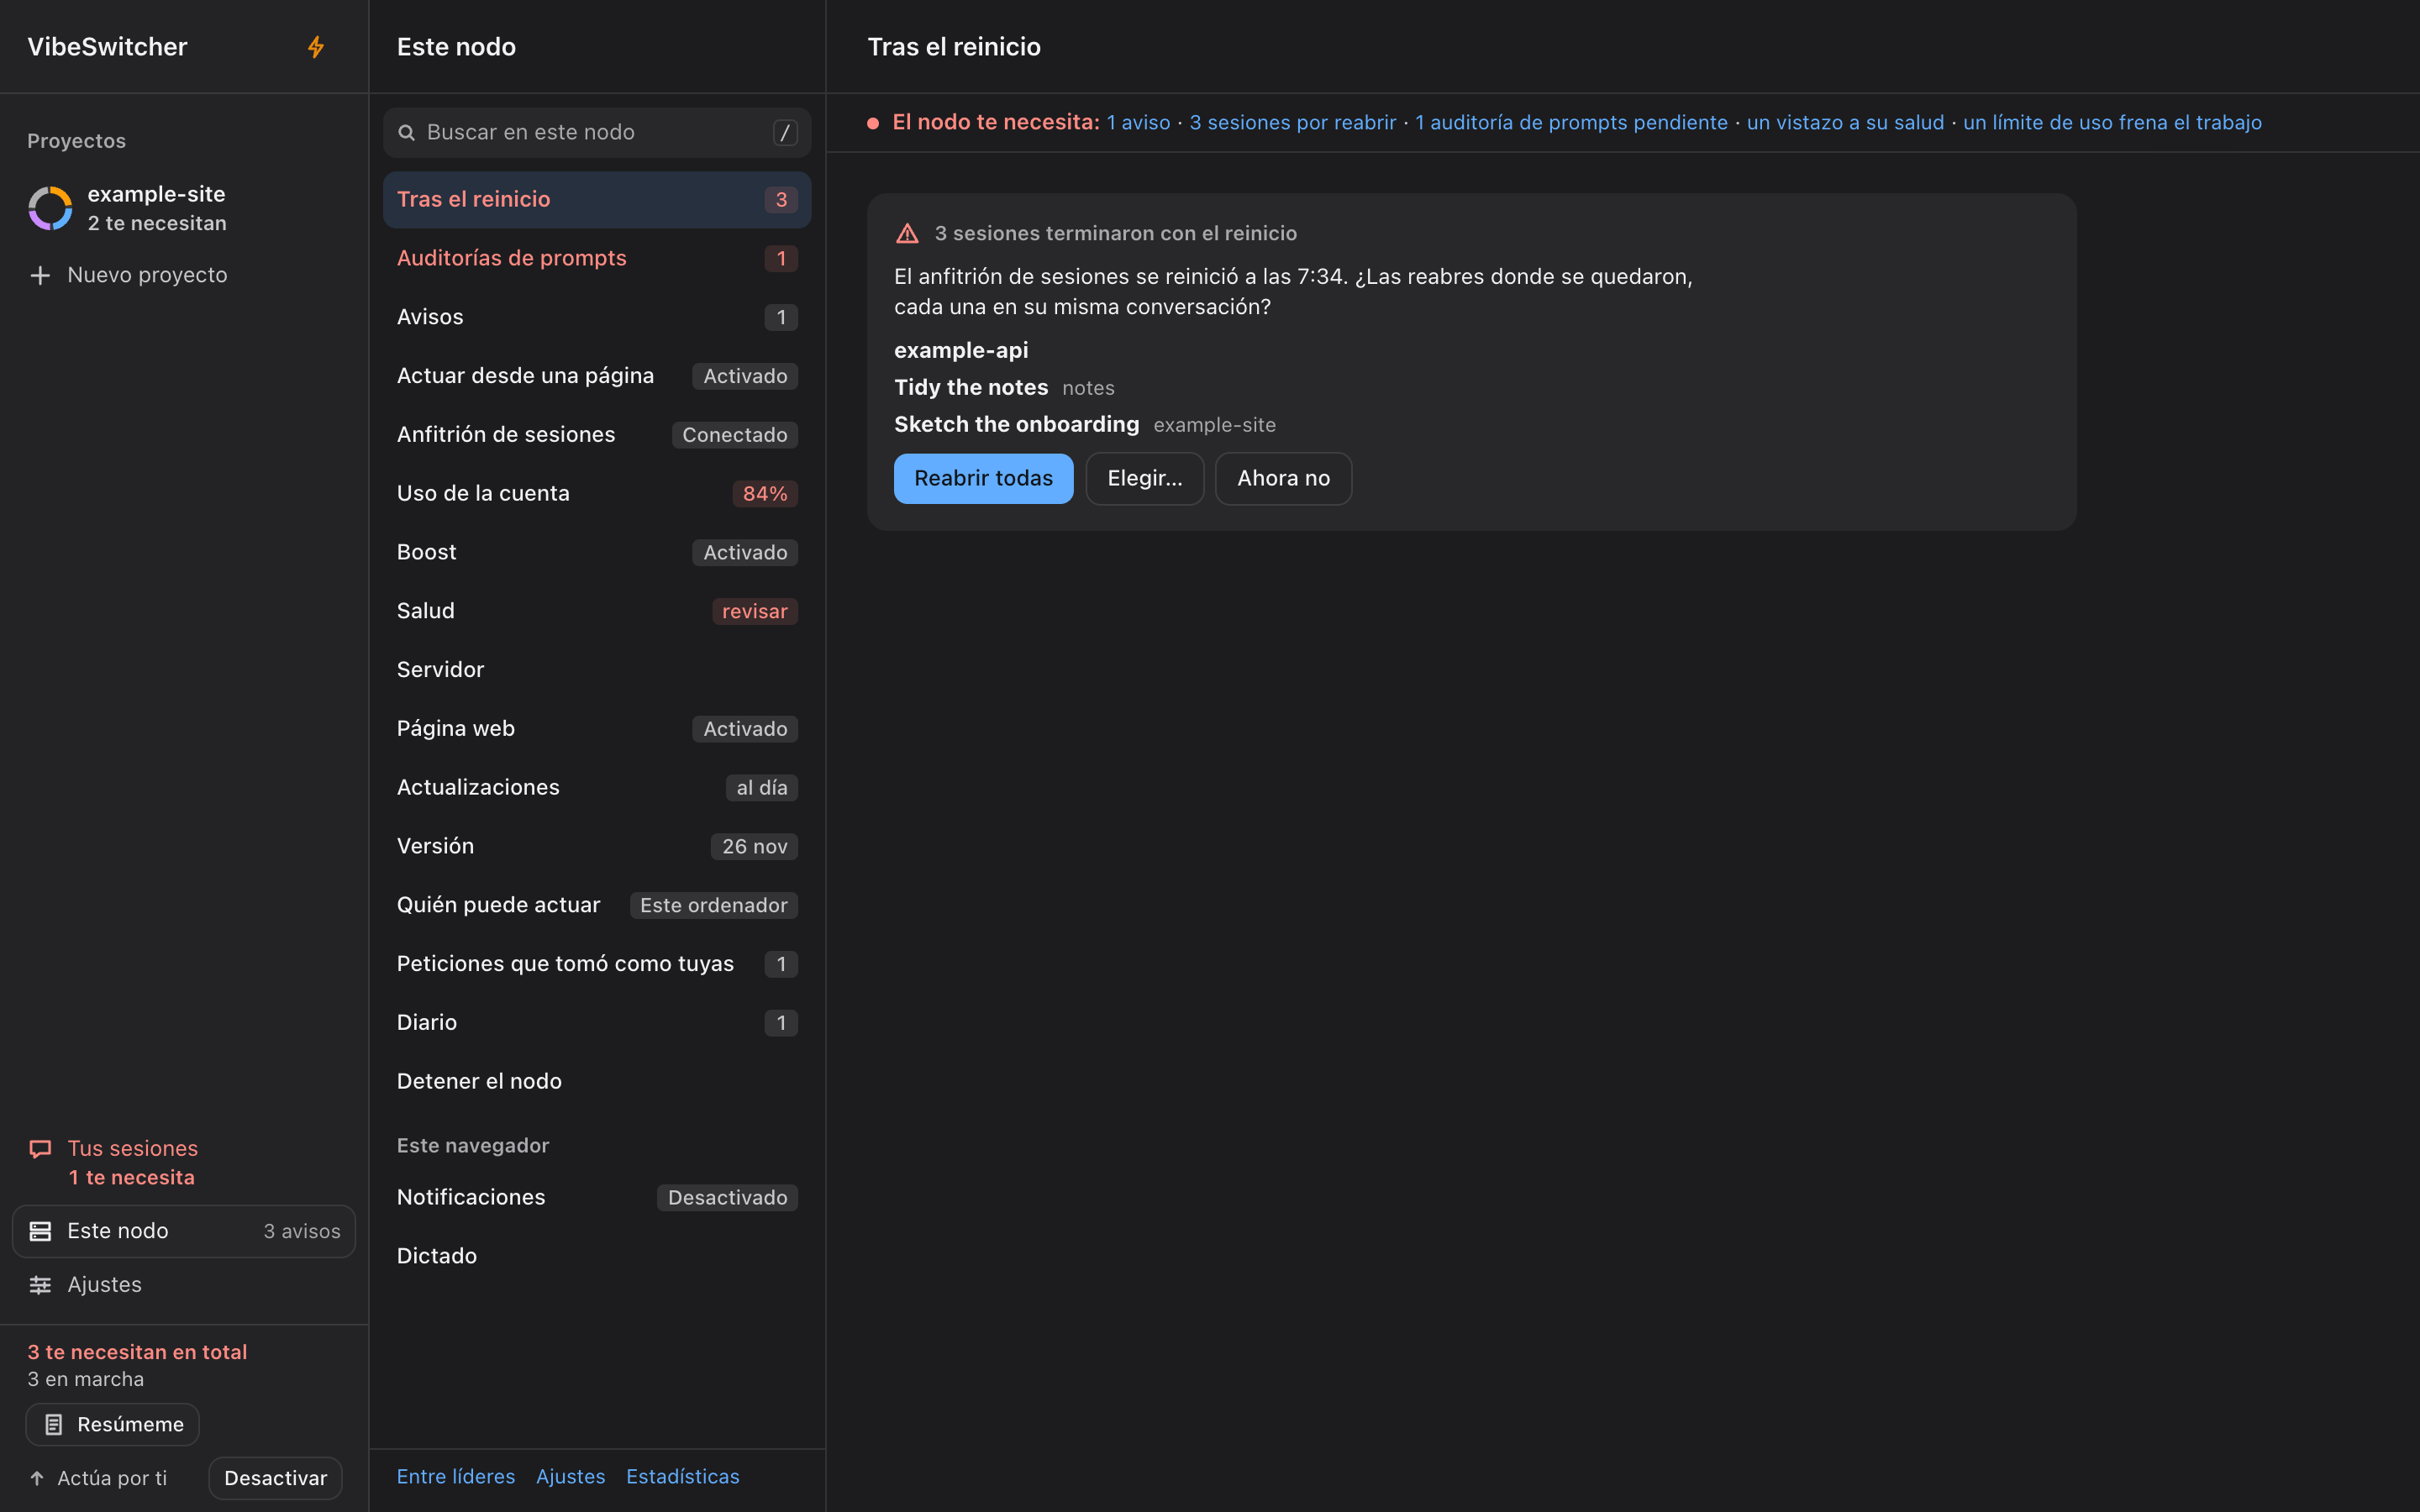 VibeSwitcher
Proyectos
example-site
2 te necesitan
Nuevo proyecto
Tus sesiones
1 te necesita
Este nodo 3 avisos
Ajustes
3 te necesitan en total
3 en marcha
Resúmeme
Actúa por ti Desactivar
Este nodo
Buscar en este nodo /
Tras el reinicio 3
Auditorías de prompts 1
Avisos 1
Actuar desde una página Activado
Anfitrión de sesiones Conectado
Uso de la cuenta 84%
Boost Activado
Salud revisar
Servidor
Página web Activado
Actualizaciones al día
Versión 26 nov
Quién puede actuar Este ordenador
Peticiones que tomó como tuyas 1
Diario 1
Detener el nodo
Este navegador
Notificaciones Desactivado
Dictado
Entre líderes Ajustes Estadísticas
Tras el reinicio
El nodo te necesita: 1 aviso · 3 sesiones por reabrir · 1 auditoría de prompts pendiente · un vistazo a su salud · un límite de uso frena el trabajo
3 sesiones terminaron con el reinicio
El anfitrión de sesiones se reinició a las 7:34. ¿Las reabres donde se quedaron,
cada una en su misma conversación?
example-api
Tidy the notes notes
Sketch the onboarding example-site
Reabrir todas Elegir... Ahora no